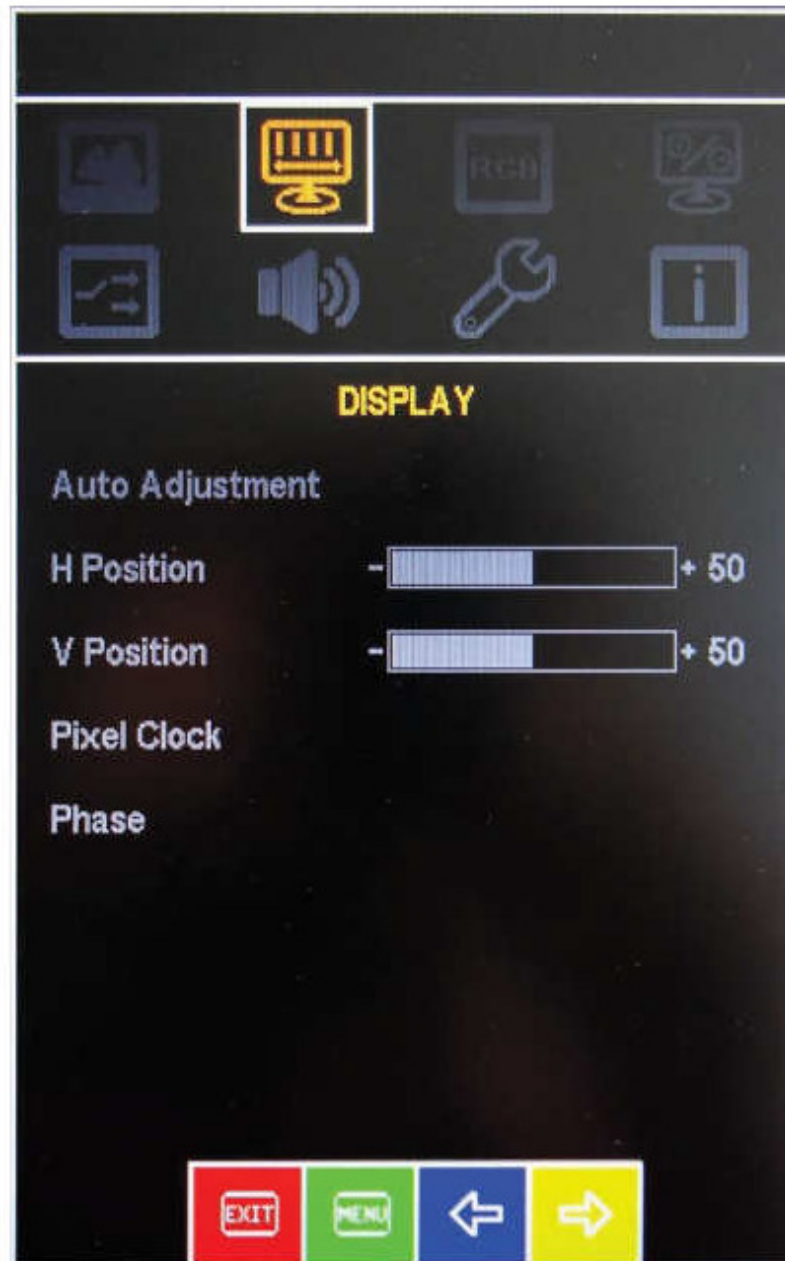 RGB
i
DISPLAY
Auto Adjustment
H Position - + 50
V Position - + 50
Pixel Clock
Phase
EXIT MENU